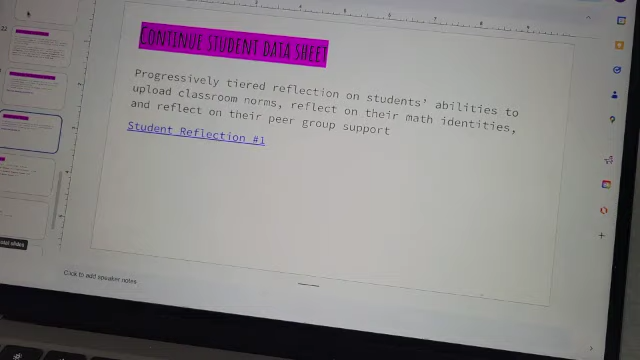 CONTINUE STUDENT DATA SHEET
Progressively tiered reflection on students' abilities to
upload classroom norms, reflect on their math identities,
and reflect on their peer group support
Student Reflection #1
Click to add speaker notes